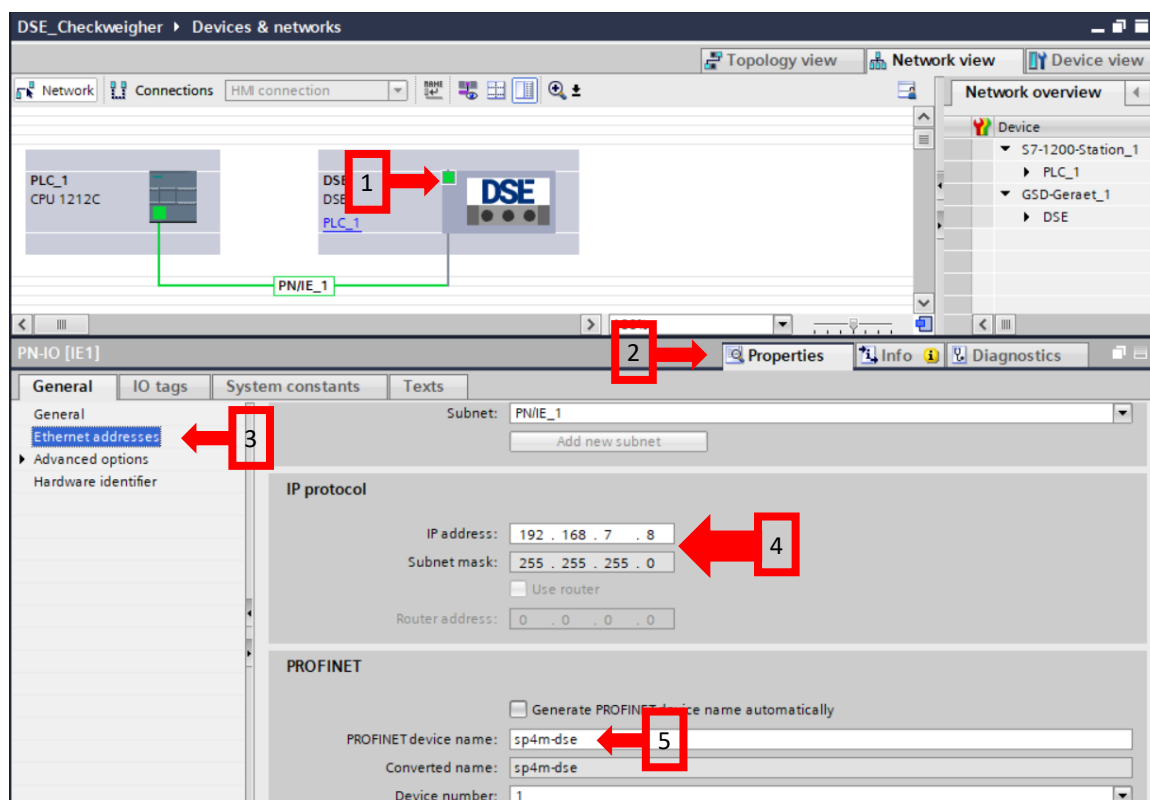 DSE_Checkweigher ▸ Devices & networks
Topology view Network view Device view
Network Connections HMI connection Network overview
Device
S7-1200-Station_1
PLC_1
GSD-Geraet_1
DSE
PLC_1
CPU 1212C
DSE
DSE
PLC_1
1
DSE
PN/IE_1
2
PN-IO [IE1] Properties Info Diagnostics
General IO tags System constants Texts
General
Ethernet addresses
Advanced options
Hardware identifier
3
Subnet: PN/IE_1
Add new subnet
IP protocol
IP address: 192 . 168 . 7 . 8
Subnet mask: 255 . 255 . 255 . 0
4
Use router
Router address: 0 . 0 . 0 . 0
PROFINET
Generate PROFINET device name automatically
PROFINET device name: sp4m-dse
5
Converted name: sp4m-dse
Device number: 1